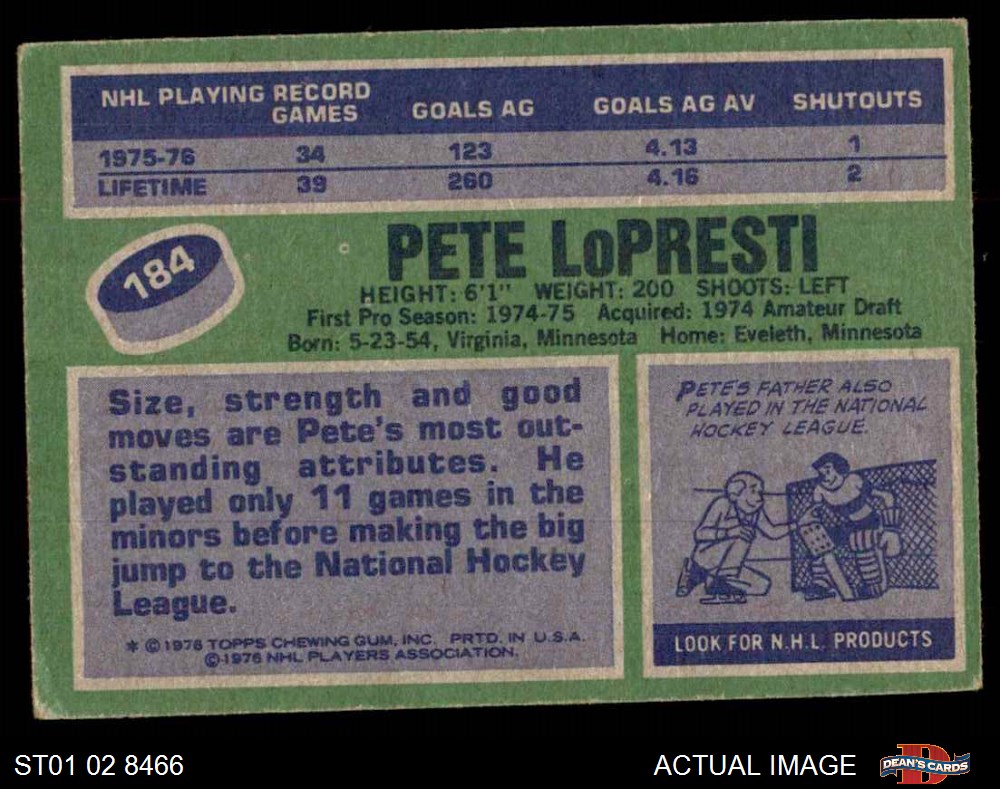 NHL PLAYING RECORD
GAMES GOALS AG GOALS AG AV SHUTOUTS
1975-76 34 123 4.13 1
LIFETIME 39 260 4.16 2
184
PETE LoPRESTI
HEIGHT: 6'1" WEIGHT: 200 SHOOTS: LEFT
First Pro Season: 1974-75 Acquired: 1974 Amateur Draft
Born: 5-23-54, Virginia, Minnesota Home: Eveleth, Minnesota
Size, strength and good
moves are Pete's most out-
standing attributes. He
played only 11 games in the
minors before making the big
jump to the National Hockey
League.
* © 1976 TOPPS CHEWING GUM, INC. PRTD. IN U.S.A.
© 1976 NHL PLAYERS ASSOCIATION.
PETE'S FATHER ALSO
PLAYED IN THE NATIONAL
HOCKEY LEAGUE.
LOOK FOR N.H.L. PRODUCTS
ST01 02 8466
ACTUAL IMAGE
D
DEAN'S CARDS